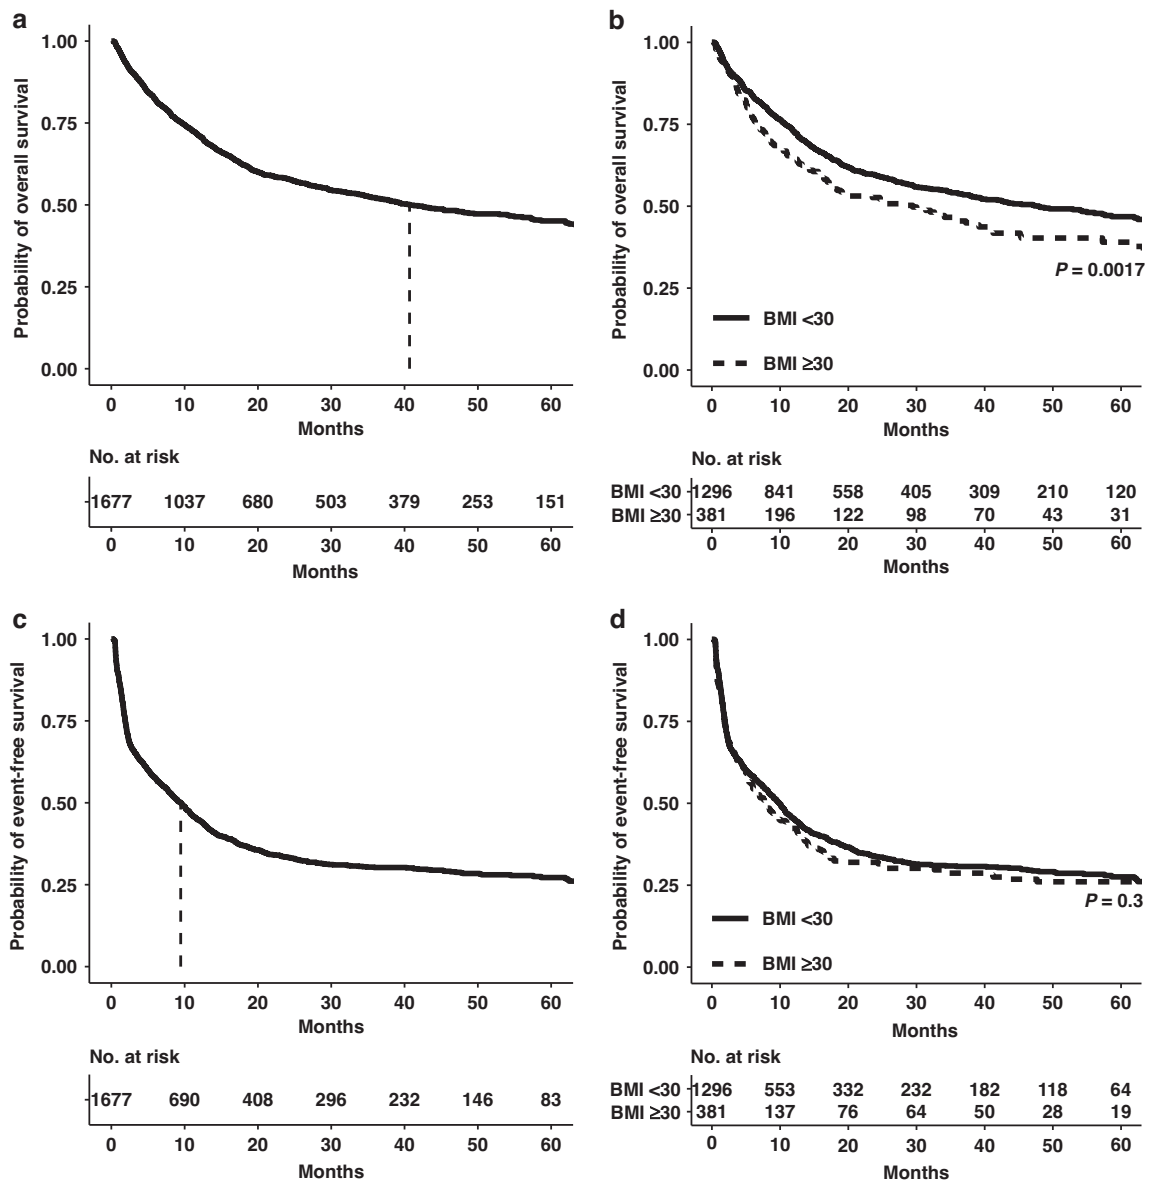 a
Probability of overall survival
1.00
0.75
0.50
0.25
0.00
0 10 20 30 40 50 60
Months
No. at risk
1677 1037 680 503 379 253 151
0 10 20 30 40 50 60
Months
b
Probability of overall survival
1.00
0.75
0.50
0.25
0.00
P = 0.0017
BMI <30
BMI ≥30
0 10 20 30 40 50 60
Months
No. at risk
BMI <30 1296 841 558 405 309 210 120
BMI ≥30 381 196 122 98 70 43 31
0 10 20 30 40 50 60
Months
c
Probability of event-free survival
1.00
0.75
0.50
0.25
0.00
0 10 20 30 40 50 60
Months
No. at risk
1677 690 408 296 232 146 83
0 10 20 30 40 50 60
Months
d
Probability of event-free survival
1.00
0.75
0.50
0.25
0.00
P = 0.3
BMI <30
BMI ≥30
0 10 20 30 40 50 60
Months
No. at risk
BMI <30 1296 553 332 232 182 118 64
BMI ≥30 381 137 76 64 50 28 19
0 10 20 30 40 50 60
Months